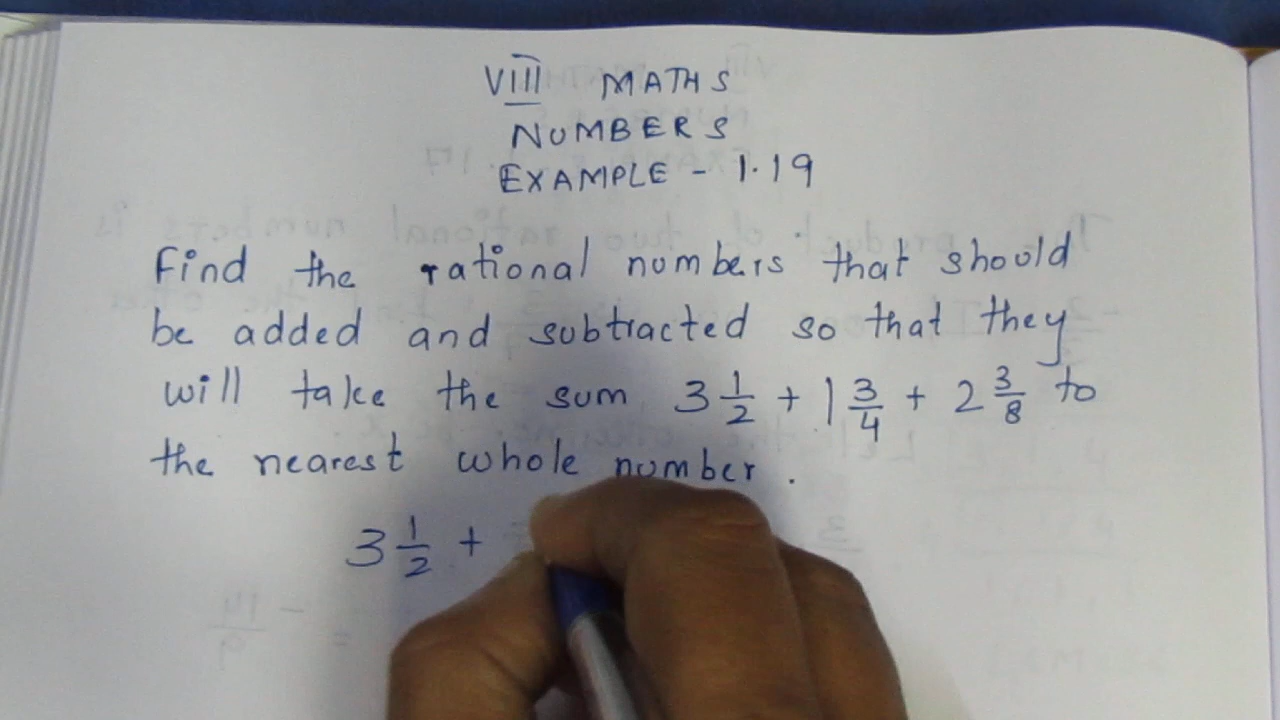 VIII MATHS
NUMBERS
EXAMPLE - 1.19
Find the rational numbers that should
be added and subtracted so that they
will take the sum 3 1/2 + 1 3/4 + 2 3/8 to
the nearest whole number.
3 1/2 +